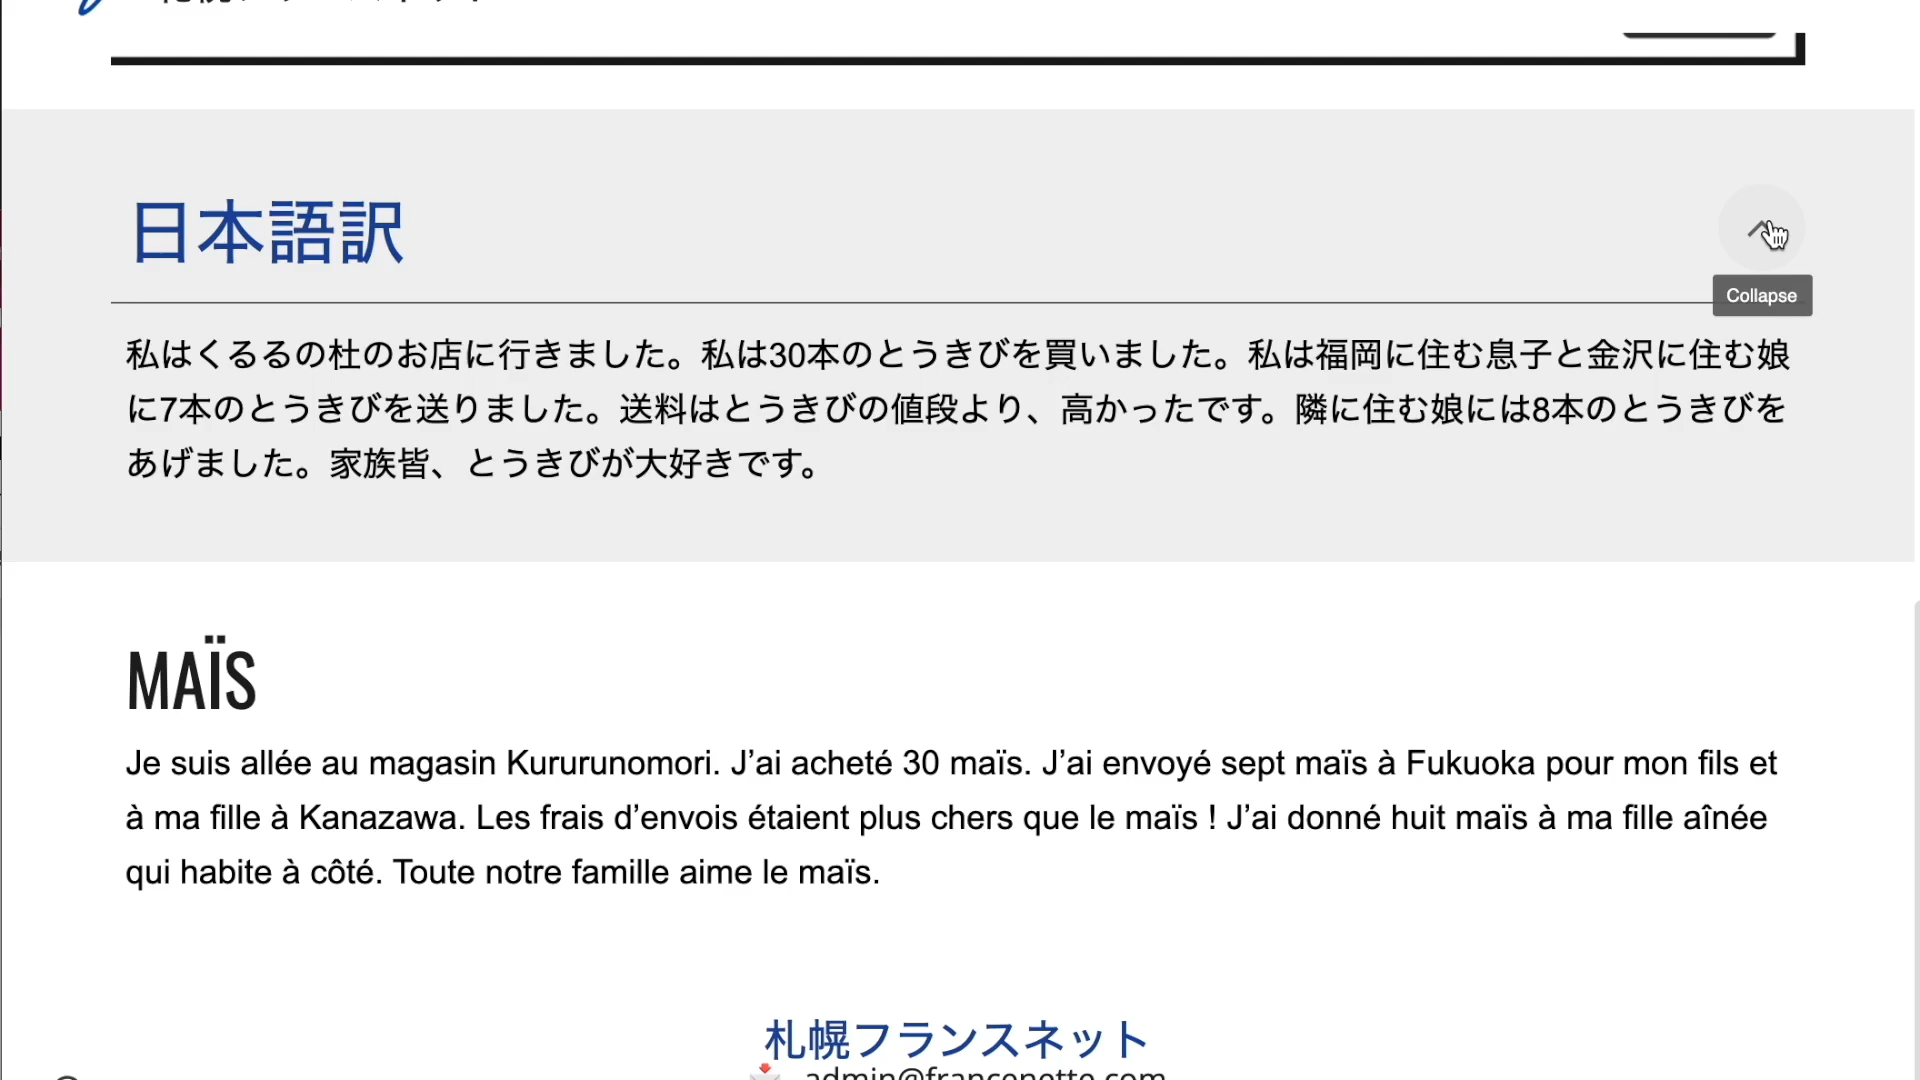 日本語訳
Collapse
私はくるるの杜のお店に行きました。私は30本のとうきびを買いました。私は福岡に住む息子と金沢に住む娘
に7本のとうきびを送りました。送料はとうきびの値段より、高かったです。隣に住む娘には8本のとうきびを
あげました。家族皆、とうきびが大好きです。
MAÏS
Je suis allée au magasin Kururunomori. J’ai acheté 30 maïs. J’ai envoyé sept maïs à Fukuoka pour mon fils et
à ma fille à Kanazawa. Les frais d’envois étaient plus chers que le maïs ! J’ai donné huit maïs à ma fille aînée
qui habite à côté. Toute notre famille aime le maïs.
札幌フランスネット
admin@francenette.com